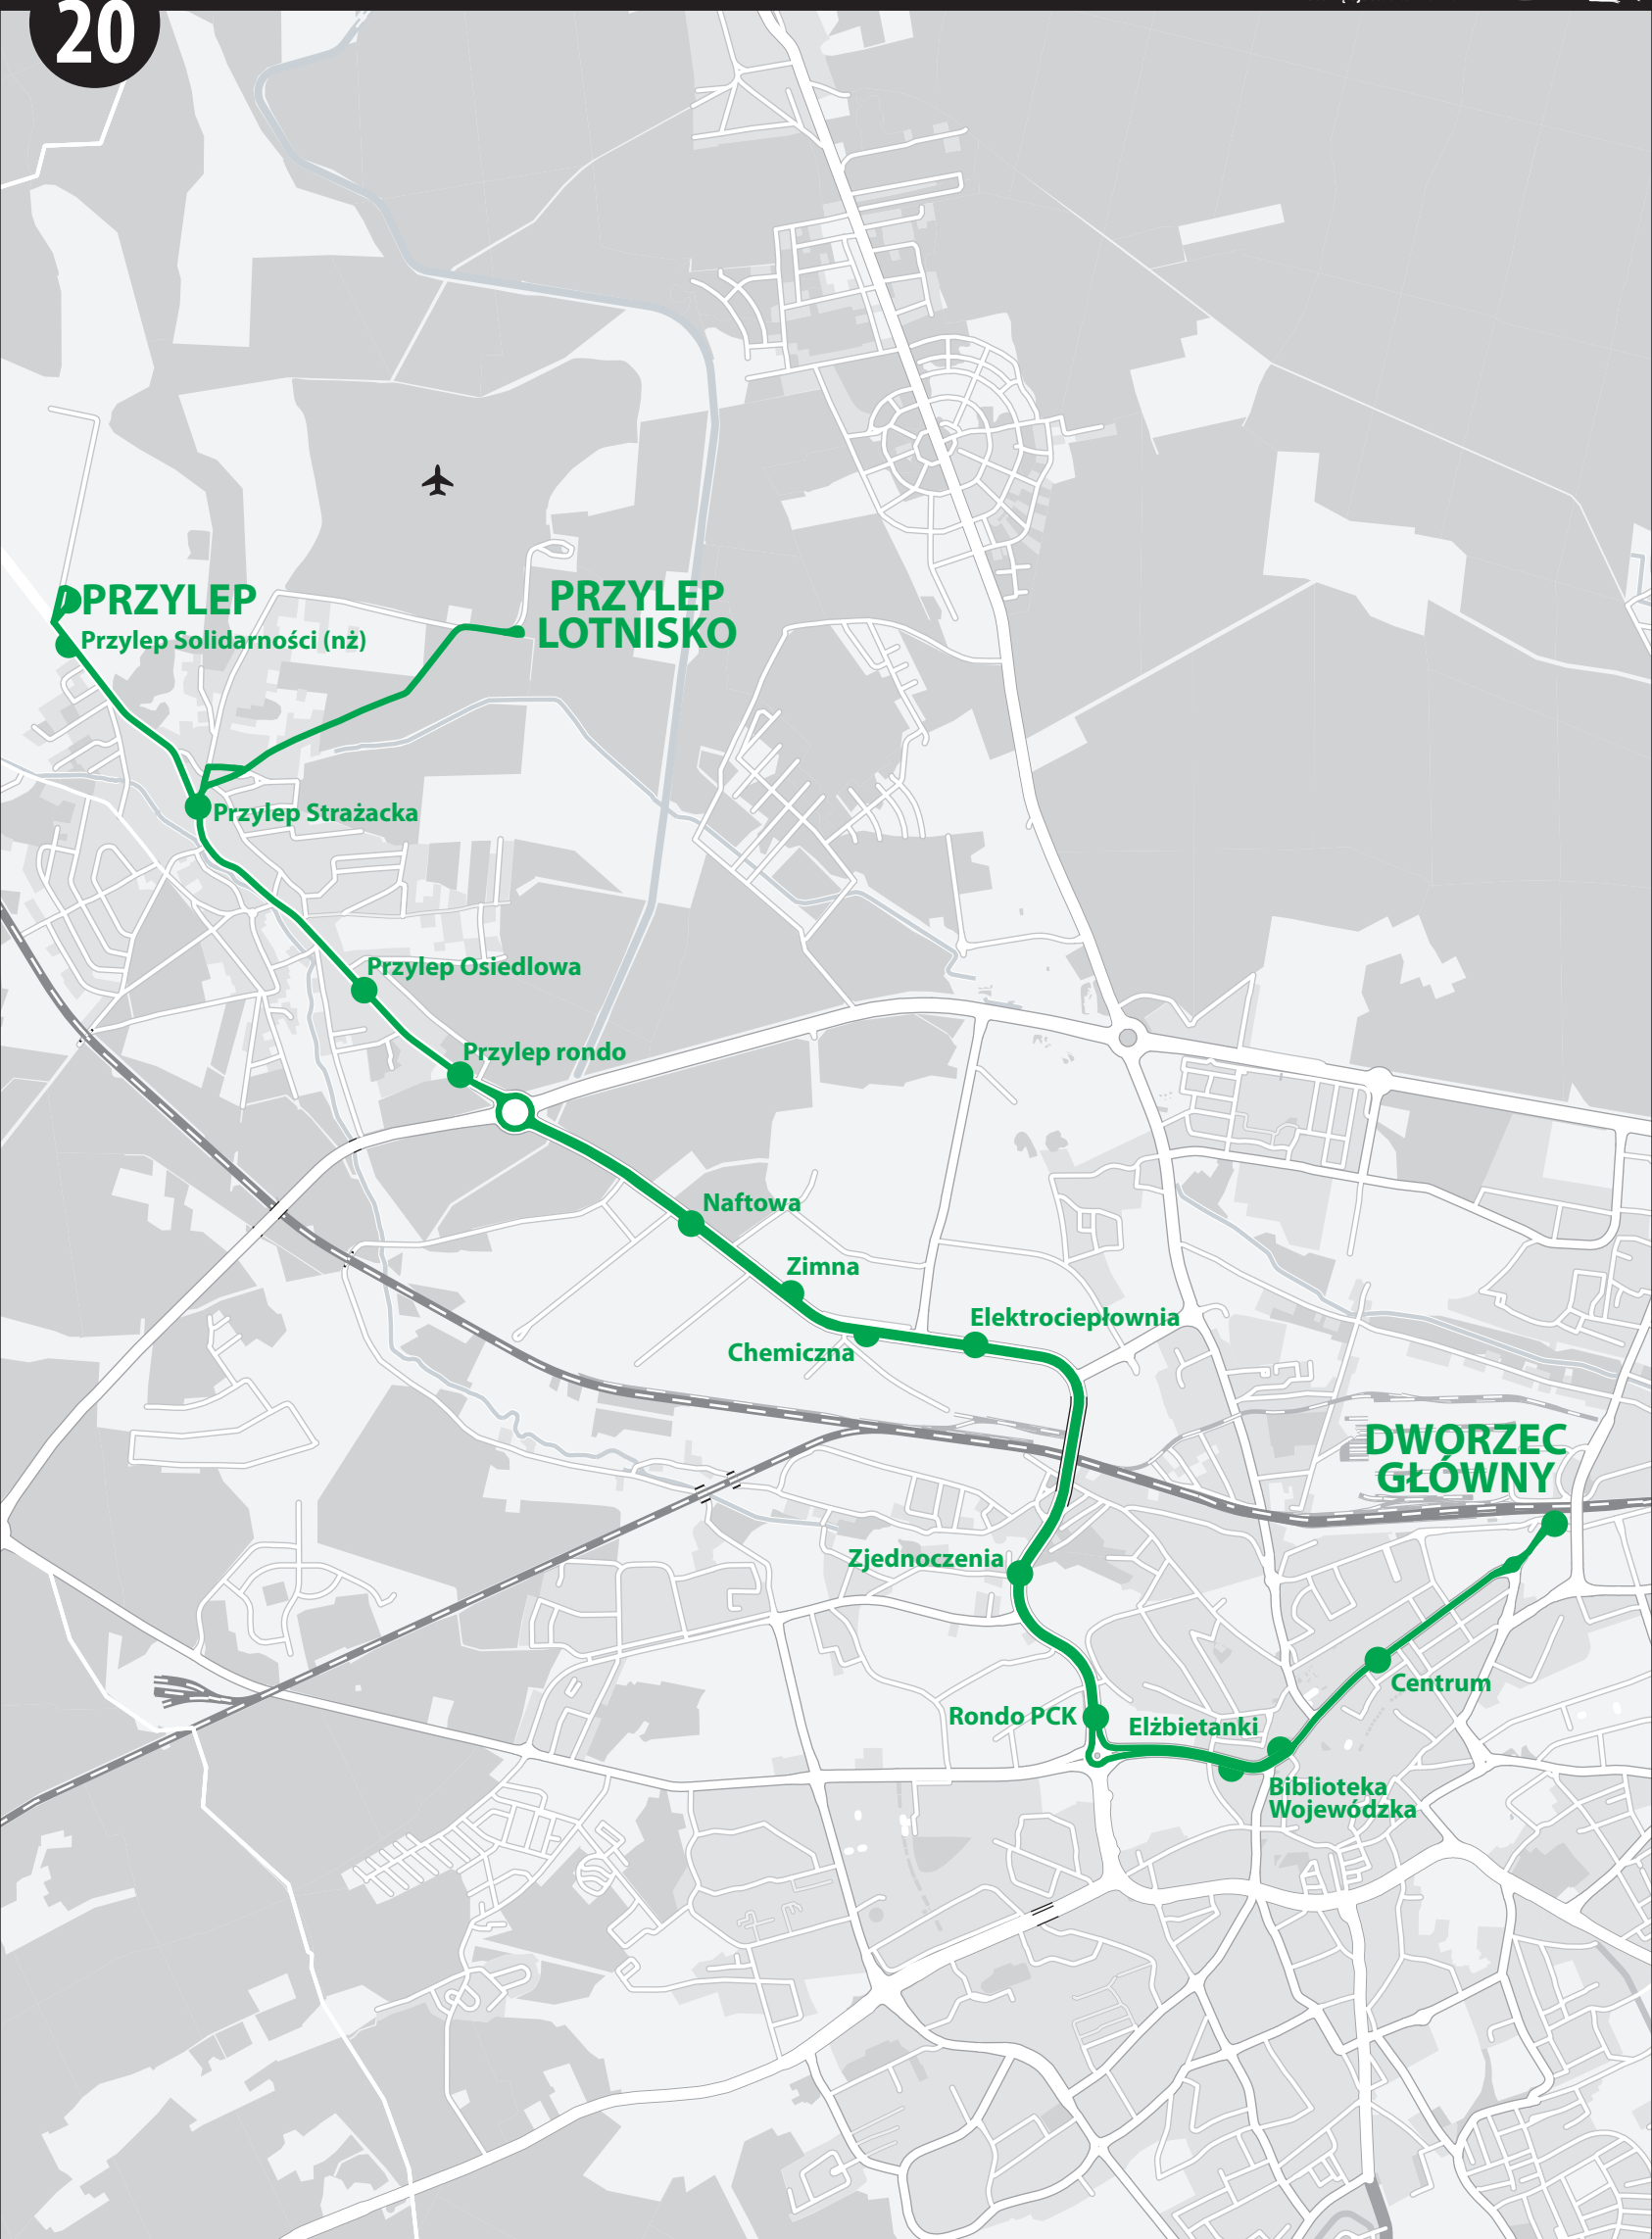 20
PRZYLEP
PRZYLEP
LOTNISKO
Przylep Solidarności (nż)
Przylep Strażacka
Przylep Osiedlowa
Przylep rondo
Naftowa
Zimna
Elektrociepłownia
Chemiczna
DWORZEC
GŁÓWNY
Zjednoczenia
Centrum
Rondo PCK
Elżbietanki
Biblioteka
Wojewódzka